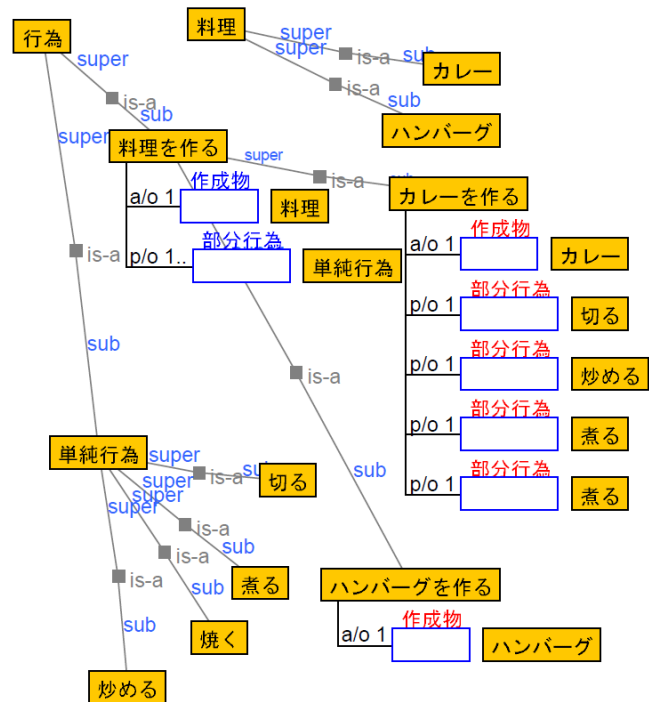 料理
行為
super
super
super
is-a
sub
カレー
is-a
sub
is-a
sub
ハンバーグ
super
料理を作る
super
is-a
カレーを作る
作成物
a/o 1
料理
部分行為
p/o 1..
単純行為
作成物
a/o 1
カレー
is-a
部分行為
p/o 1
切る
sub
is-a
部分行為
p/o 1
炒める
部分行為
p/o 1
煮る
単純行為
super
is-a
sub
切る
sub
部分行為
p/o 1
煮る
super
super
super
is-a
sub
is-a
sub
is-a
煮る
ハンバーグを作る
sub
焼く
作成物
a/o 1
ハンバーグ
炒める